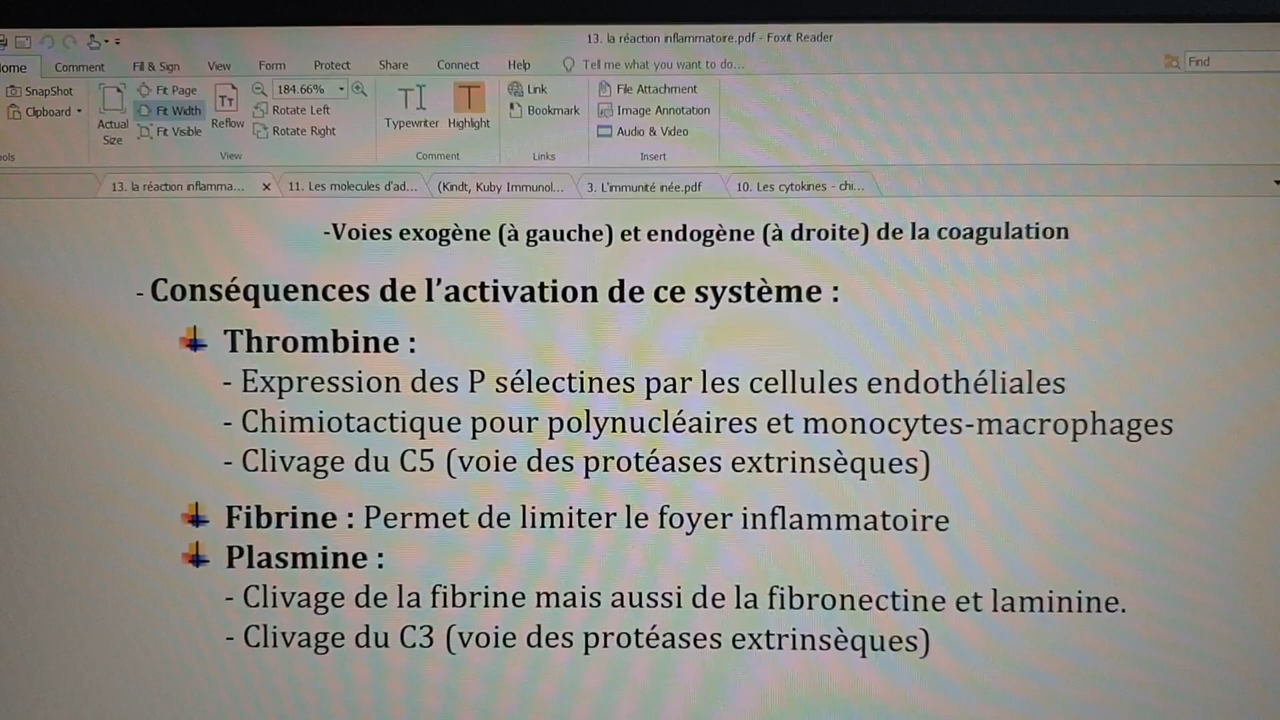 13. la réaction inflammatoire.pdf - Foxit Reader
ome Comment Fill & Sign View Form Protect Share Connect Help Tell me what you want to do... Find
SnapShot Fit Page 184.66% Link File Attachment
Clipboard Fit Width Rotate Left Bookmark Image Annotation
Actual Size Fit Visible Reflow Rotate Right Typewriter Highlight Audio & Video
ols View Comment Links Insert
13. la réaction inflamma... 11. Les molecules d'ad... (Kindt, Kuby Immunol... 3. L'immunité inée.pdf 10. Les cytokines - chi...
-Voies exogène (à gauche) et endogène (à droite) de la coagulation
- Conséquences de l'activation de ce système :
Thrombine :
- Expression des P sélectines par les cellules endothéliales
- Chimiotactique pour polynucléaires et monocytes-macrophages
- Clivage du C5 (voie des protéases extrinsèques)
Fibrine : Permet de limiter le foyer inflammatoire
Plasmine :
- Clivage de la fibrine mais aussi de la fibronectine et laminine.
- Clivage du C3 (voie des protéases extrinsèques)